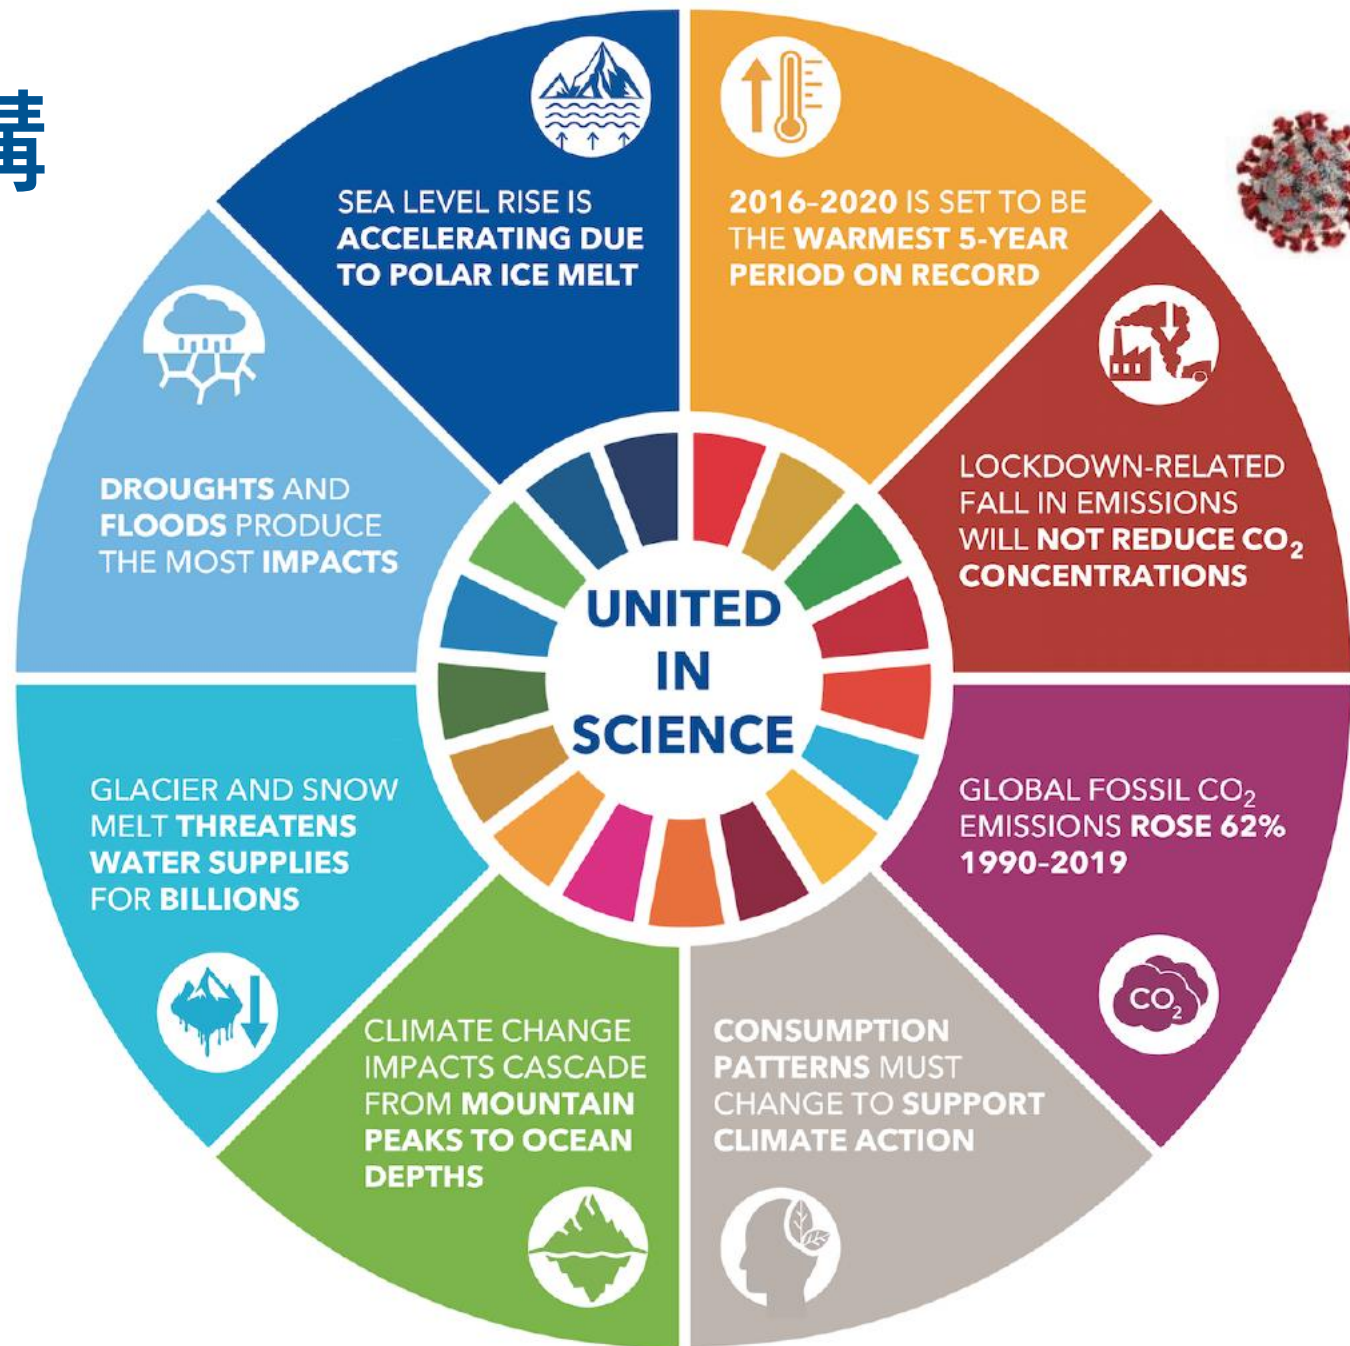 構
SEA LEVEL RISE IS
ACCELERATING DUE
TO POLAR ICE MELT
2016-2020 IS SET TO BE
THE WARMEST 5-YEAR
PERIOD ON RECORD
LOCKDOWN-RELATED
FALL IN EMISSIONS
WILL NOT REDUCE CO₂
CONCENTRATIONS
GLOBAL FOSSIL CO₂
EMISSIONS ROSE 62%
1990-2019
CO₂
CONSUMPTION
PATTERNS MUST
CHANGE TO SUPPORT
CLIMATE ACTION
CLIMATE CHANGE
IMPACTS CASCADE
FROM MOUNTAIN
PEAKS TO OCEAN
DEPTHS
GLACIER AND SNOW
MELT THREATENS
WATER SUPPLIES
FOR BILLIONS
DROUGHTS AND
FLOODS PRODUCE
THE MOST IMPACTS
UNITED
IN
SCIENCE